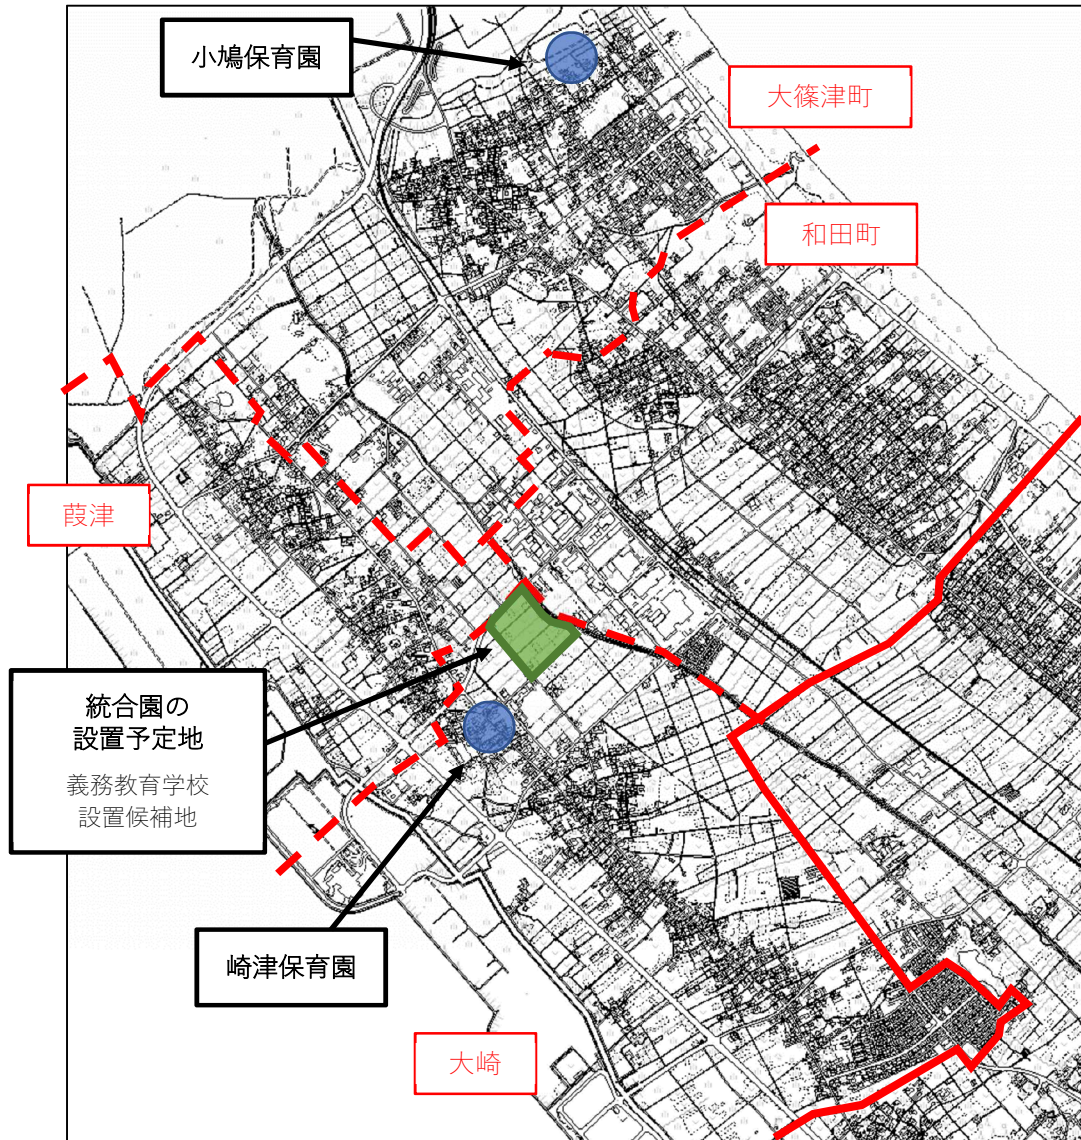 小鳩保育園
大篠津町
和田町
葭津
統合園の
設置予定地
義務教育学校
設置候補地
崎津保育園
大崎